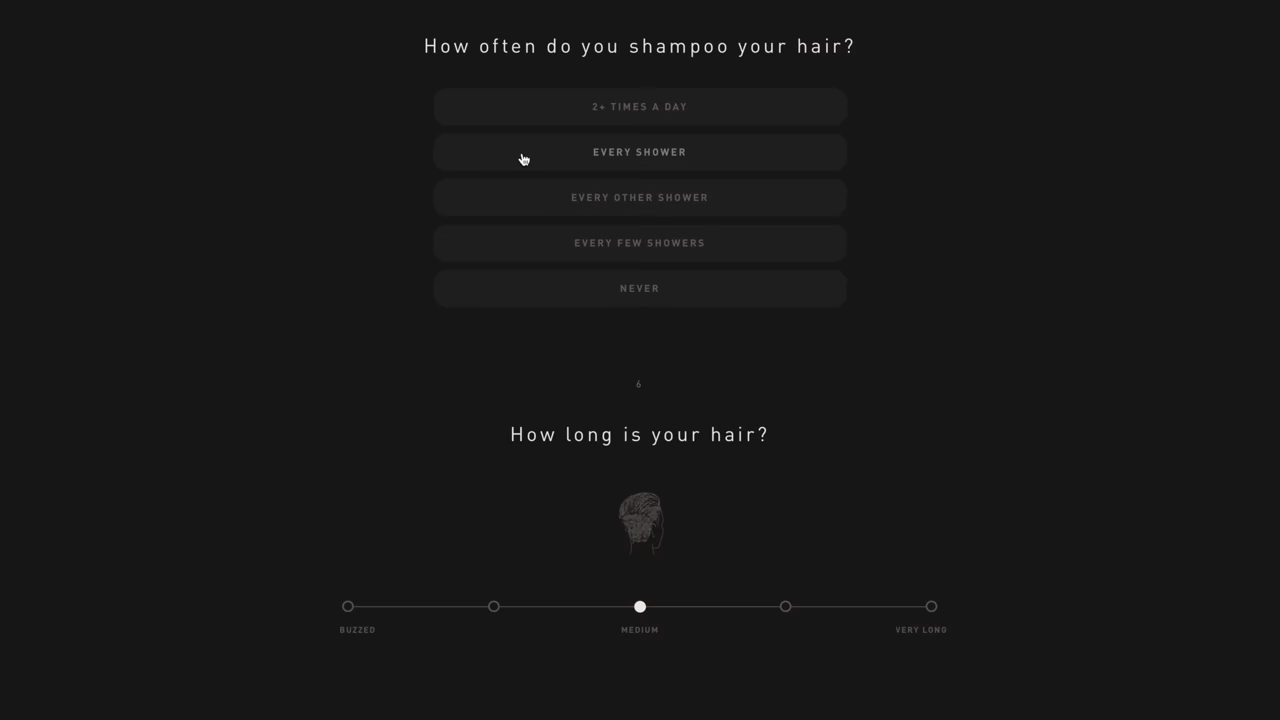 How often do you shampoo your hair?
2+ TIMES A DAY
EVERY SHOWER
EVERY OTHER SHOWER
EVERY FEW SHOWERS
NEVER
6
How long is your hair?
BUZZED
MEDIUM
VERY LONG